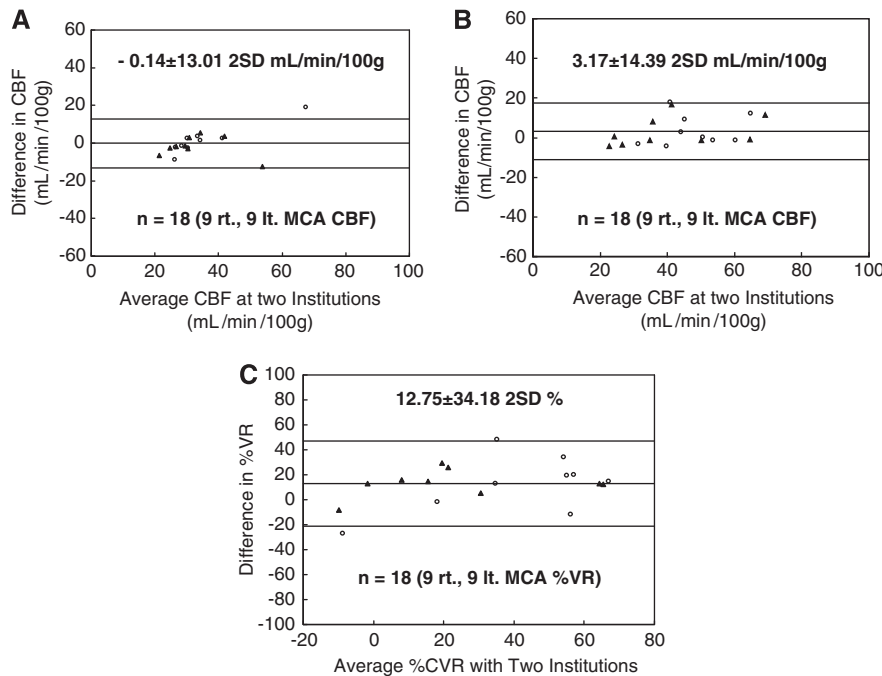 A
60
40
20
0
-20
-40
-60
Difference in CBF
(mL/min /100g)
- 0.14±13.01 2SD mL/min/100g
n = 18 (9 rt., 9 lt. MCA CBF)
0 20 40 60 80 100
Average CBF at two Institutions
(mL/min /100g)
B
60
40
20
0
-20
-40
-60
Difference in CBF
(mL/min /100g)
3.17±14.39 2SD mL/min/100g
n = 18 (9 rt., 9 lt. MCA CBF)
0 20 40 60 80 100
Average CBF at two Institutions
(mL/min /100g)
C
100
80
60
40
20
0
-20
-40
-60
-80
-100
Difference in %VR
12.75±34.18 2SD %
n = 18 (9 rt., 9 lt. MCA %VR)
-20 0 20 40 60 80
Average %CVR with Two Institutions